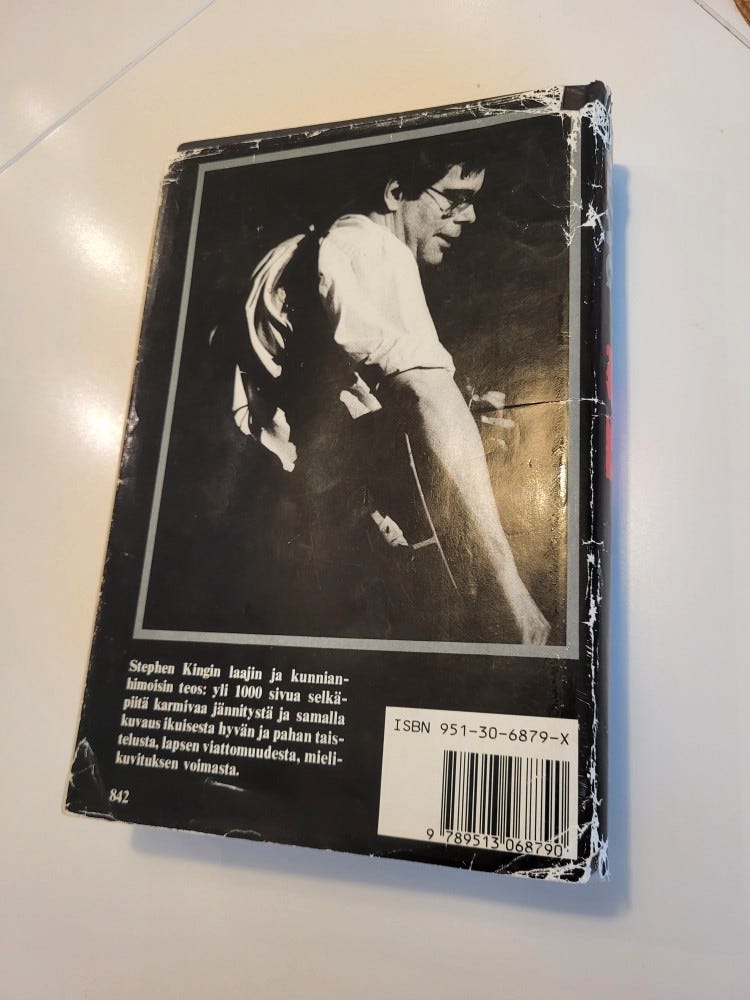 Stephen Kingin laajin ja kunnian-
himoisin teos: yli 1000 sivua selkä-
piitä karmivaa jännitystä ja samalla
kuvaus ikuisesta hyvän ja pahan tais-
telusta, lapsen viattomuudesta, mieli-
kuvituksen voimasta.
842
ISBN 951-30-6879-X
9 789513 068790